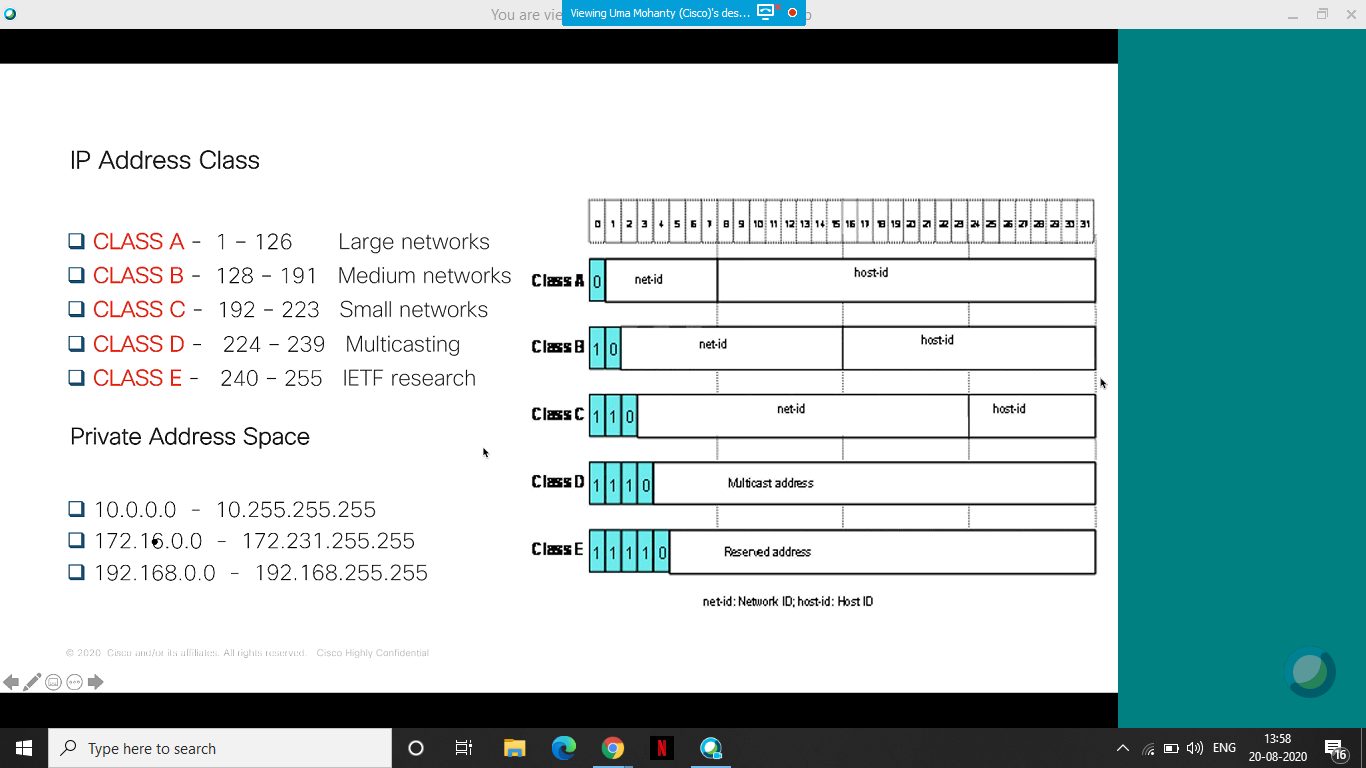 You are vie
Viewing Uma Mohanty (Cisco)'s des...
IP Address Class
CLASS A – 1 – 126 Large networks
CLASS B – 128 – 191 Medium networks
CLASS C – 192 – 223 Small networks
CLASS D – 224 – 239 Multicasting
CLASS E – 240 – 255 IETF research
Private Address Space
10.0.0.0 – 10.255.255.255
172.16.0.0 – 172.231.255.255
192.168.0.0 – 192.168.255.255
0 1 2 3 4 5 6 7 8 9 10 11 12 13 14 15 16 17 18 19 20 21 22 23 24 25 26 27 28 29 30 31
Class A 0 net-id host-id
Class B 1 0 net-id host-id
Class C 1 1 0 net-id host-id
Class D 1 1 1 0 Multicast address
Class E 1 1 1 1 0 Reserved address
net-id: Network ID; host-id: Host ID
© 2020 Cisco and/or its affiliates. All rights reserved. Cisco Highly Confidential
Type here to search
N
ENG
13:58
20-08-2020
16